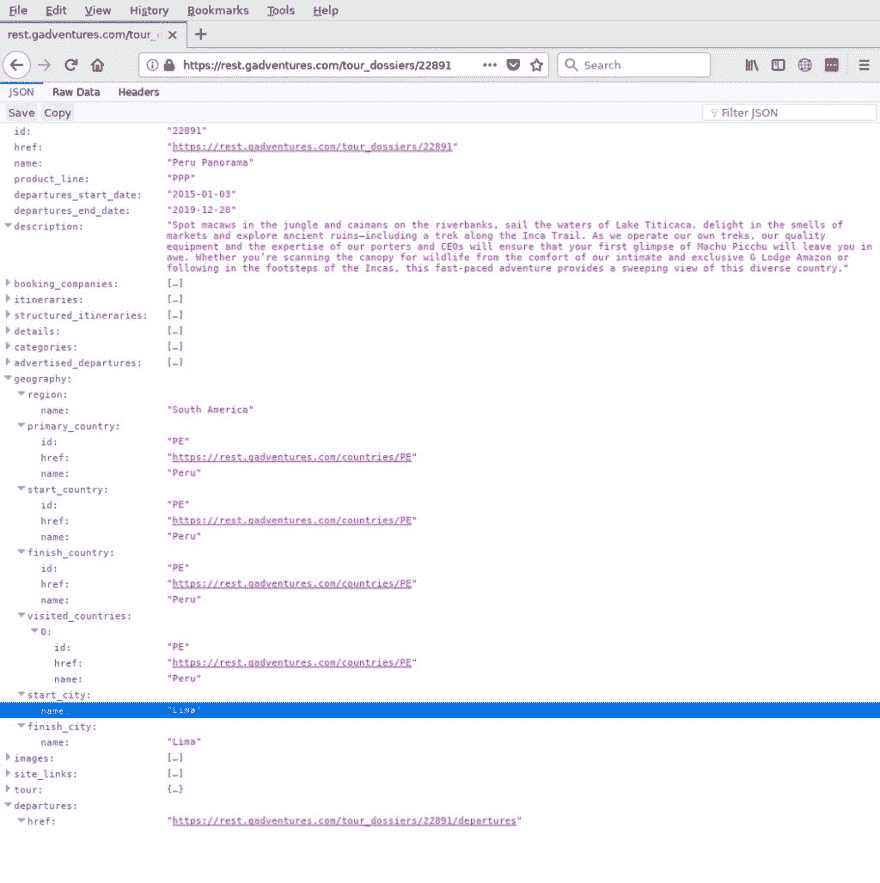 File Edit View History Bookmarks Tools Help
rest.gadventures.com/tour_d
https://rest.gadventures.com/tour_dossiers/22891 Search
JSON Raw Data Headers
Save Copy Filter JSON
id: "22891"
href: "https://rest.gadventures.com/tour_dossiers/22891"
name: "Peru Panorama"
product_line: "PPP"
departures_start_date: "2015-01-03"
departures_end_date: "2019-12-28"
description: "Spot macaws in the jungle and caimans on the riverbanks, sail the waters of Lake Titicaca, delight in the smells of
markets and explore ancient ruins—including a trek along the Inca Trail. As we operate our own treks, our quality
equipment and the expertise of our porters and CEOs will ensure that your first glimpse of Machu Picchu will leave you in
awe. Whether you're scanning the canopy for wildlife from the comfort of our intimate and exclusive G Lodge Amazon or
following in the footsteps of the Incas, this fast-paced adventure provides a sweeping view of this diverse country."
booking_companies: […]
itineraries: […]
structured_itineraries: […]
details: […]
categories: […]
advertised_departures: […]
geography:
region:
name: "South America"
primary_country:
id: "PE"
href: "https://rest.gadventures.com/countries/PE"
name: "Peru"
start_country:
id: "PE"
href: "https://rest.gadventures.com/countries/PE"
name: "Peru"
finish_country:
id: "PE"
href: "https://rest.gadventures.com/countries/PE"
name: "Peru"
visited_countries:
0:
id: "PE"
href: "https://rest.gadventures.com/countries/PE"
name: "Peru"
start_city:
name: "Lima"
finish_city:
name: "Lima"
images: […]
site_links: […]
tour: {…}
departures:
href: "https://rest.gadventures.com/tour_dossiers/22891/departures"